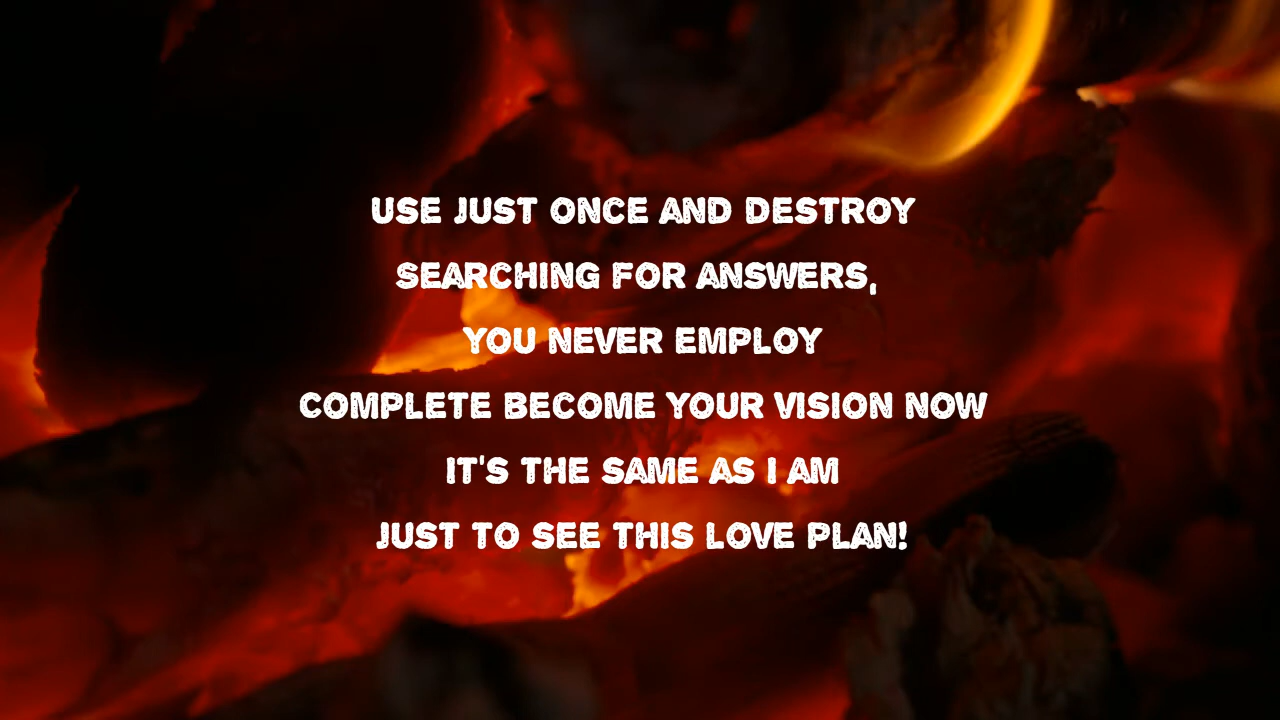 USE JUST ONCE AND DESTROY
SEARCHING FOR ANSWERS,
YOU NEVER EMPLOY
COMPLETE BECOME YOUR VISION NOW
IT'S THE SAME AS I AM
JUST TO SEE THIS LOVE PLAN!